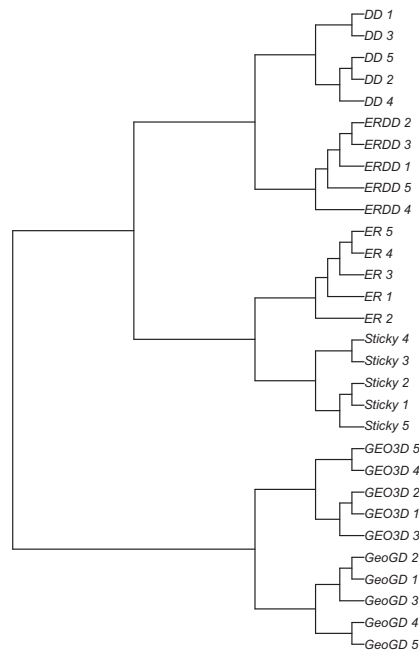 DD 1
DD 3
DD 5
DD 2
DD 4
ERDD 2
ERDD 3
ERDD 1
ERDD 5
ERDD 4
ER 5
ER 4
ER 3
ER 1
ER 2
Sticky 4
Sticky 3
Sticky 2
Sticky 1
Sticky 5
GEO3D 5
GEO3D 4
GEO3D 2
GEO3D 1
GEO3D 3
GeoGD 2
GeoGD 1
GeoGD 3
GeoGD 4
GeoGD 5